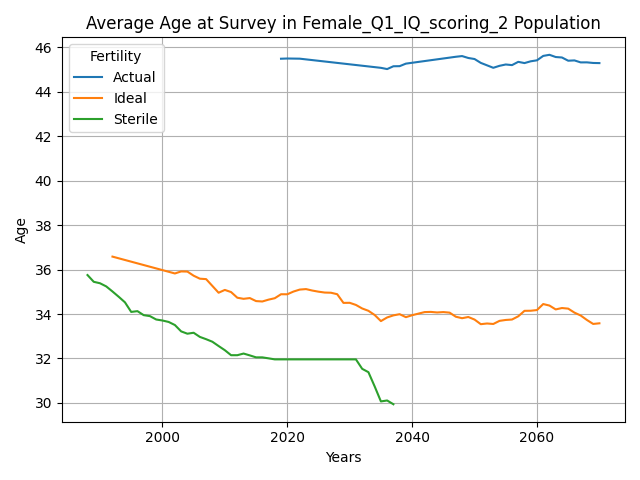 Average Age at Survey in Female_Q1_IQ_scoring_2 Population
Fertility
Actual
Ideal
Sterile
46
44
42
40
38
36
34
32
30
Age
2000
2020
2040
2060
Years